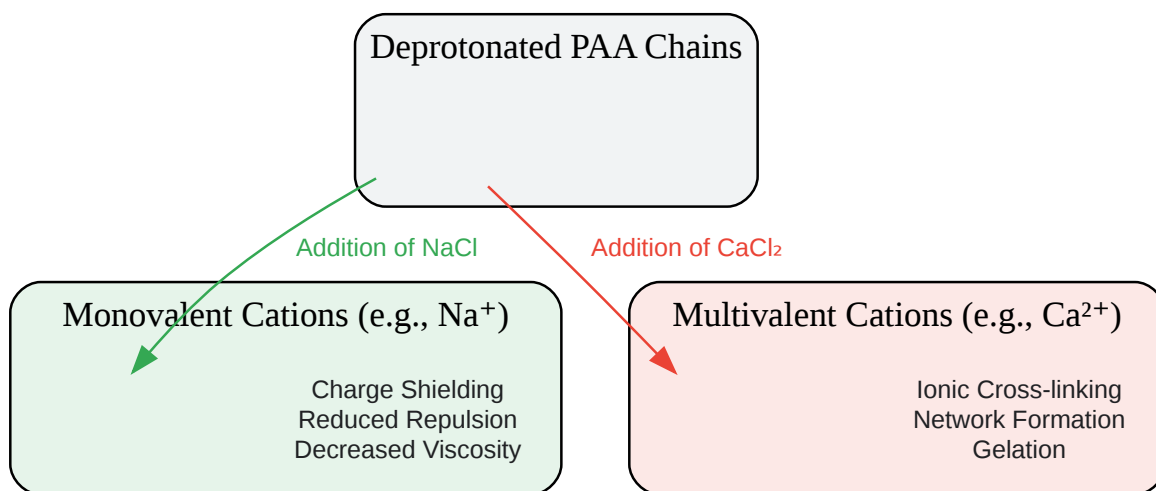 Deprotonated PAA Chains
Addition of NaCl
Addition of CaCl₂
Monovalent Cations (e.g., Na⁺)
Charge Shielding
Reduced Repulsion
Decreased Viscosity
Multivalent Cations (e.g., Ca²⁺)
Ionic Cross-linking
Network Formation
Gelation